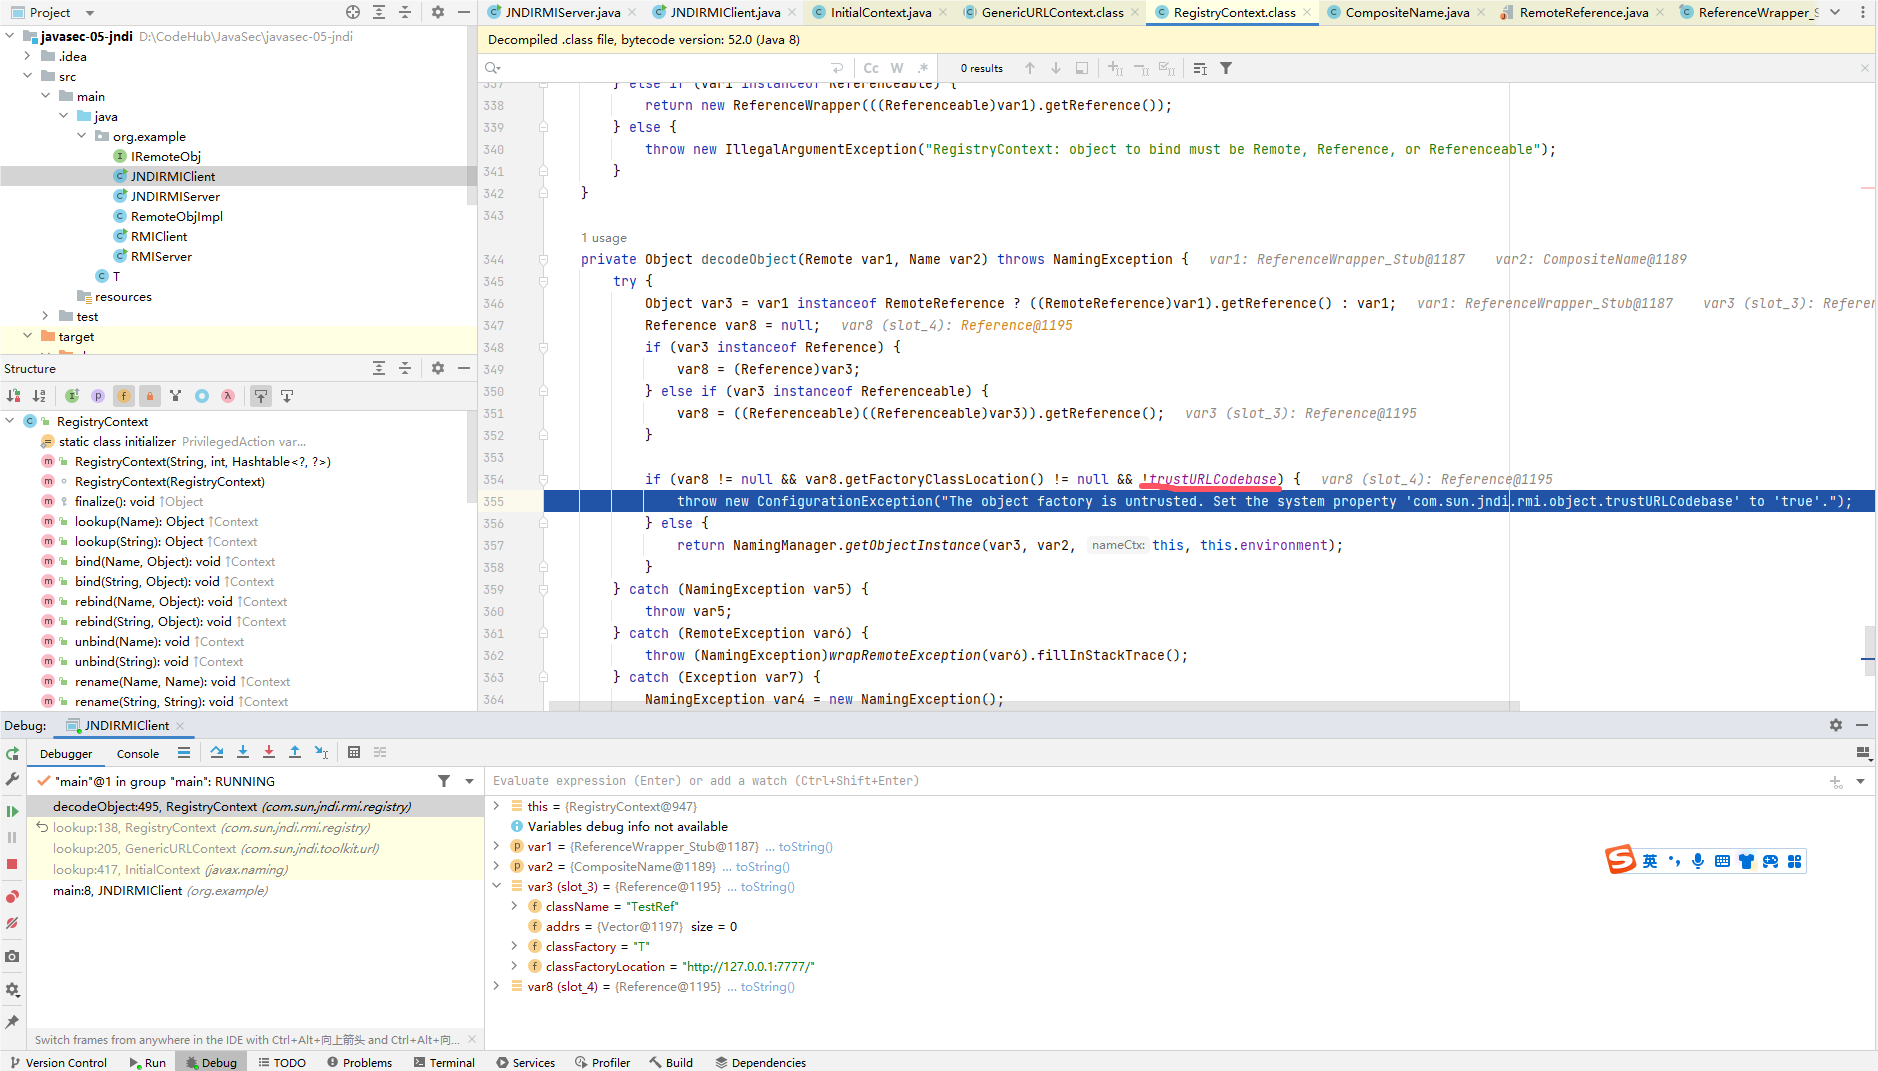 Project
JNDIRMIServer.java
JNDIRMIClient.java
InitialContext.java
GenericURLContext.class
RegistryContext.class
CompositeName.java
RemoteReference.java
ReferenceWrapper_S
javasec-05-jndi D:\CodeHub\JavaSec\javasec-05-jndi
.idea
src
main
java
org.example
IRemoteObj
JNDIRMIClient
JNDIRMIServer
RemoteObjImpl
RMIClient
RMIServer
T
resources
test
target
Structure
RegistryContext
static class initializer PrivilegedAction var...
RegistryContext(String, int, Hashtable<?, ?>)
RegistryContext(RegistryContext)
finalize(): void ↑Object
lookup(Name): Object ↑Context
lookup(String): Object ↑Context
bind(Name, Object): void ↑Context
bind(String, Object): void ↑Context
rebind(Name, Object): void ↑Context
rebind(String, Object): void ↑Context
unbind(Name): void ↑Context
unbind(String): void ↑Context
rename(Name, Name): void ↑Context
rename(String, String): void ↑Context
Decompiled .class file, bytecode version: 52.0 (Java 8)
Cc W .* 0 results
337 } else if (var1 instanceof Referenceable) {
338 return new ReferenceWrapper(((Referenceable)var1).getReference());
339 } else {
340 throw new IllegalArgumentException("RegistryContext: object to bind must be Remote, Reference, or Referenceable");
341 }
342 }
343
1 usage
344 private Object decodeObject(Remote var1, Name var2) throws NamingException { var1: ReferenceWrapper_Stub@1187 var2: CompositeName@1189
345 try {
346 Object var3 = var1 instanceof RemoteReference ? ((RemoteReference)var1).getReference() : var1; var1: ReferenceWrapper_Stub@1187 var3 (slot_3): Refere
347 Reference var8 = null; var8 (slot_4): Reference@1195
348 if (var3 instanceof Reference) {
349 var8 = (Reference)var3;
350 } else if (var3 instanceof Referenceable) {
351 var8 = ((Referenceable)((Referenceable)var3)).getReference(); var3 (slot_3): Reference@1195
352 }
353
354 if (var8 != null && var8.getFactoryClassLocation() != null && !trustURLCodebase) { var8 (slot_4): Reference@1195
355 throw new ConfigurationException("The object factory is untrusted. Set the system property 'com.sun.jndi.rmi.object.trustURLCodebase' to 'true'.");
356 } else {
357 return NamingManager.getObjectInstance(var3, var2, nameCtx: this, this.environment);
358 }
359 } catch (NamingException var5) {
360 throw var5;
361 } catch (RemoteException var6) {
362 throw (NamingException)wrapRemoteException(var6).fillInStackTrace();
363 } catch (Exception var7) {
364 NamingException var4 = new NamingException();
Debug: JNDIRMIClient
Debugger Console
"main"@1 in group "main": RUNNING
decodeObject:495, RegistryContext (com.sun.jndi.rmi.registry)
lookup:138, RegistryContext (com.sun.jndi.rmi.registry)
lookup:205, GenericURLContext (com.sun.jndi.toolkit.url)
lookup:417, InitialContext (javax.naming)
main:8, JNDIRMIClient (org.example)
Switch frames from anywhere in the IDE with Ctrl+Alt+向上箭头 and Ctrl+Alt+向...
Evaluate expression (Enter) or add a watch (Ctrl+Shift+Enter)
this = {RegistryContext@947}
Variables debug info not available
var1 = {ReferenceWrapper_Stub@1187} ... toString()
var2 = {CompositeName@1189} ... toString()
var3 (slot_3) = {Reference@1195} ... toString()
className = "TestRef"
addrs = {Vector@1197} size = 0
classFactory = "T"
classFactoryLocation = "http://127.0.0.1:7777/"
var8 (slot_4) = {Reference@1195} ... toString()
英
Version Control Run Debug TODO Problems Terminal Services Profiler Build Dependencies